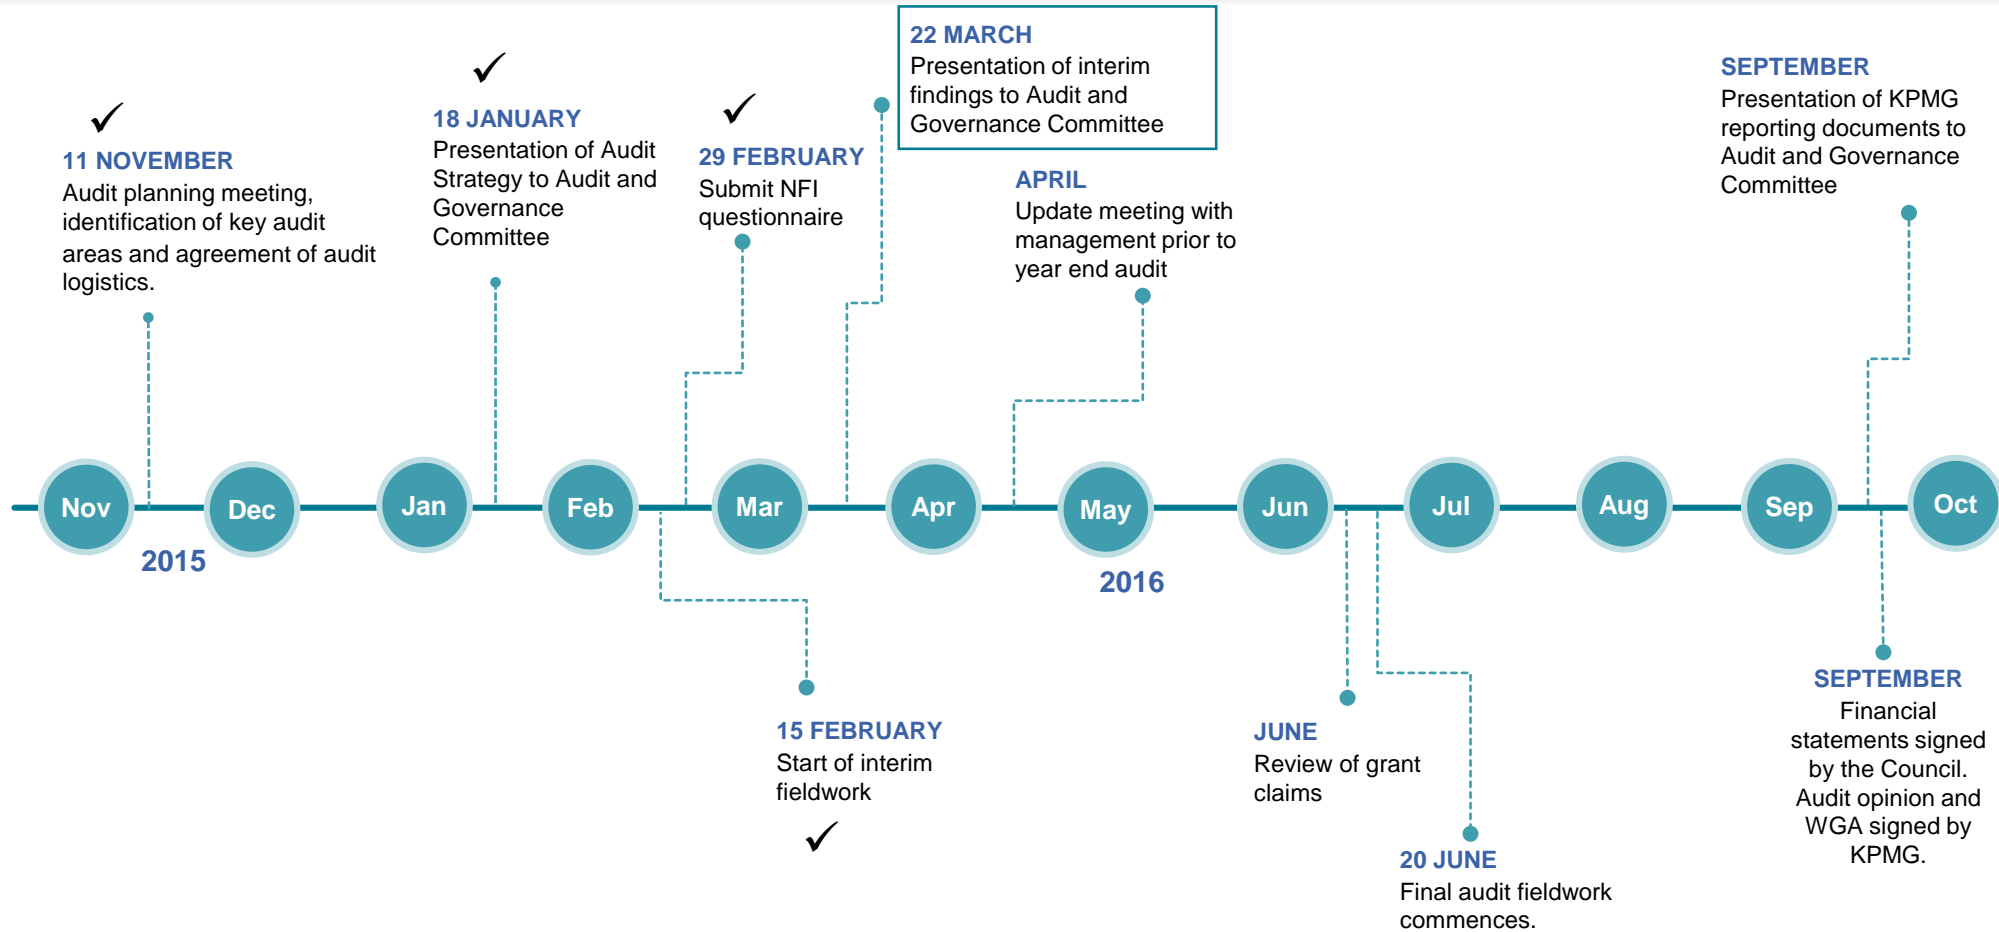 11 NOVEMBER
Audit planning meeting,
identification of key audit
areas and agreement of audit
logistics.
18 JANUARY
Presentation of Audit
Strategy to Audit and
Governance
Committee
29 FEBRUARY
Submit NFI
questionnaire
22 MARCH
Presentation of interim
findings to Audit and
Governance Committee
APRIL
Update meeting with
management prior to
year end audit
SEPTEMBER
Presentation of KPMG
reporting documents to
Audit and Governance
Committee
Nov
Dec
Jan
Feb
Mar
Apr
May
Jun
Jul
Aug
Sep
Oct
2015
2016
15 FEBRUARY
Start of interim
fieldwork
JUNE
Review of grant
claims
20 JUNE
Final audit fieldwork
commences.
SEPTEMBER
Financial
statements signed
by the Council.
Audit opinion and
WGA signed by
KPMG.